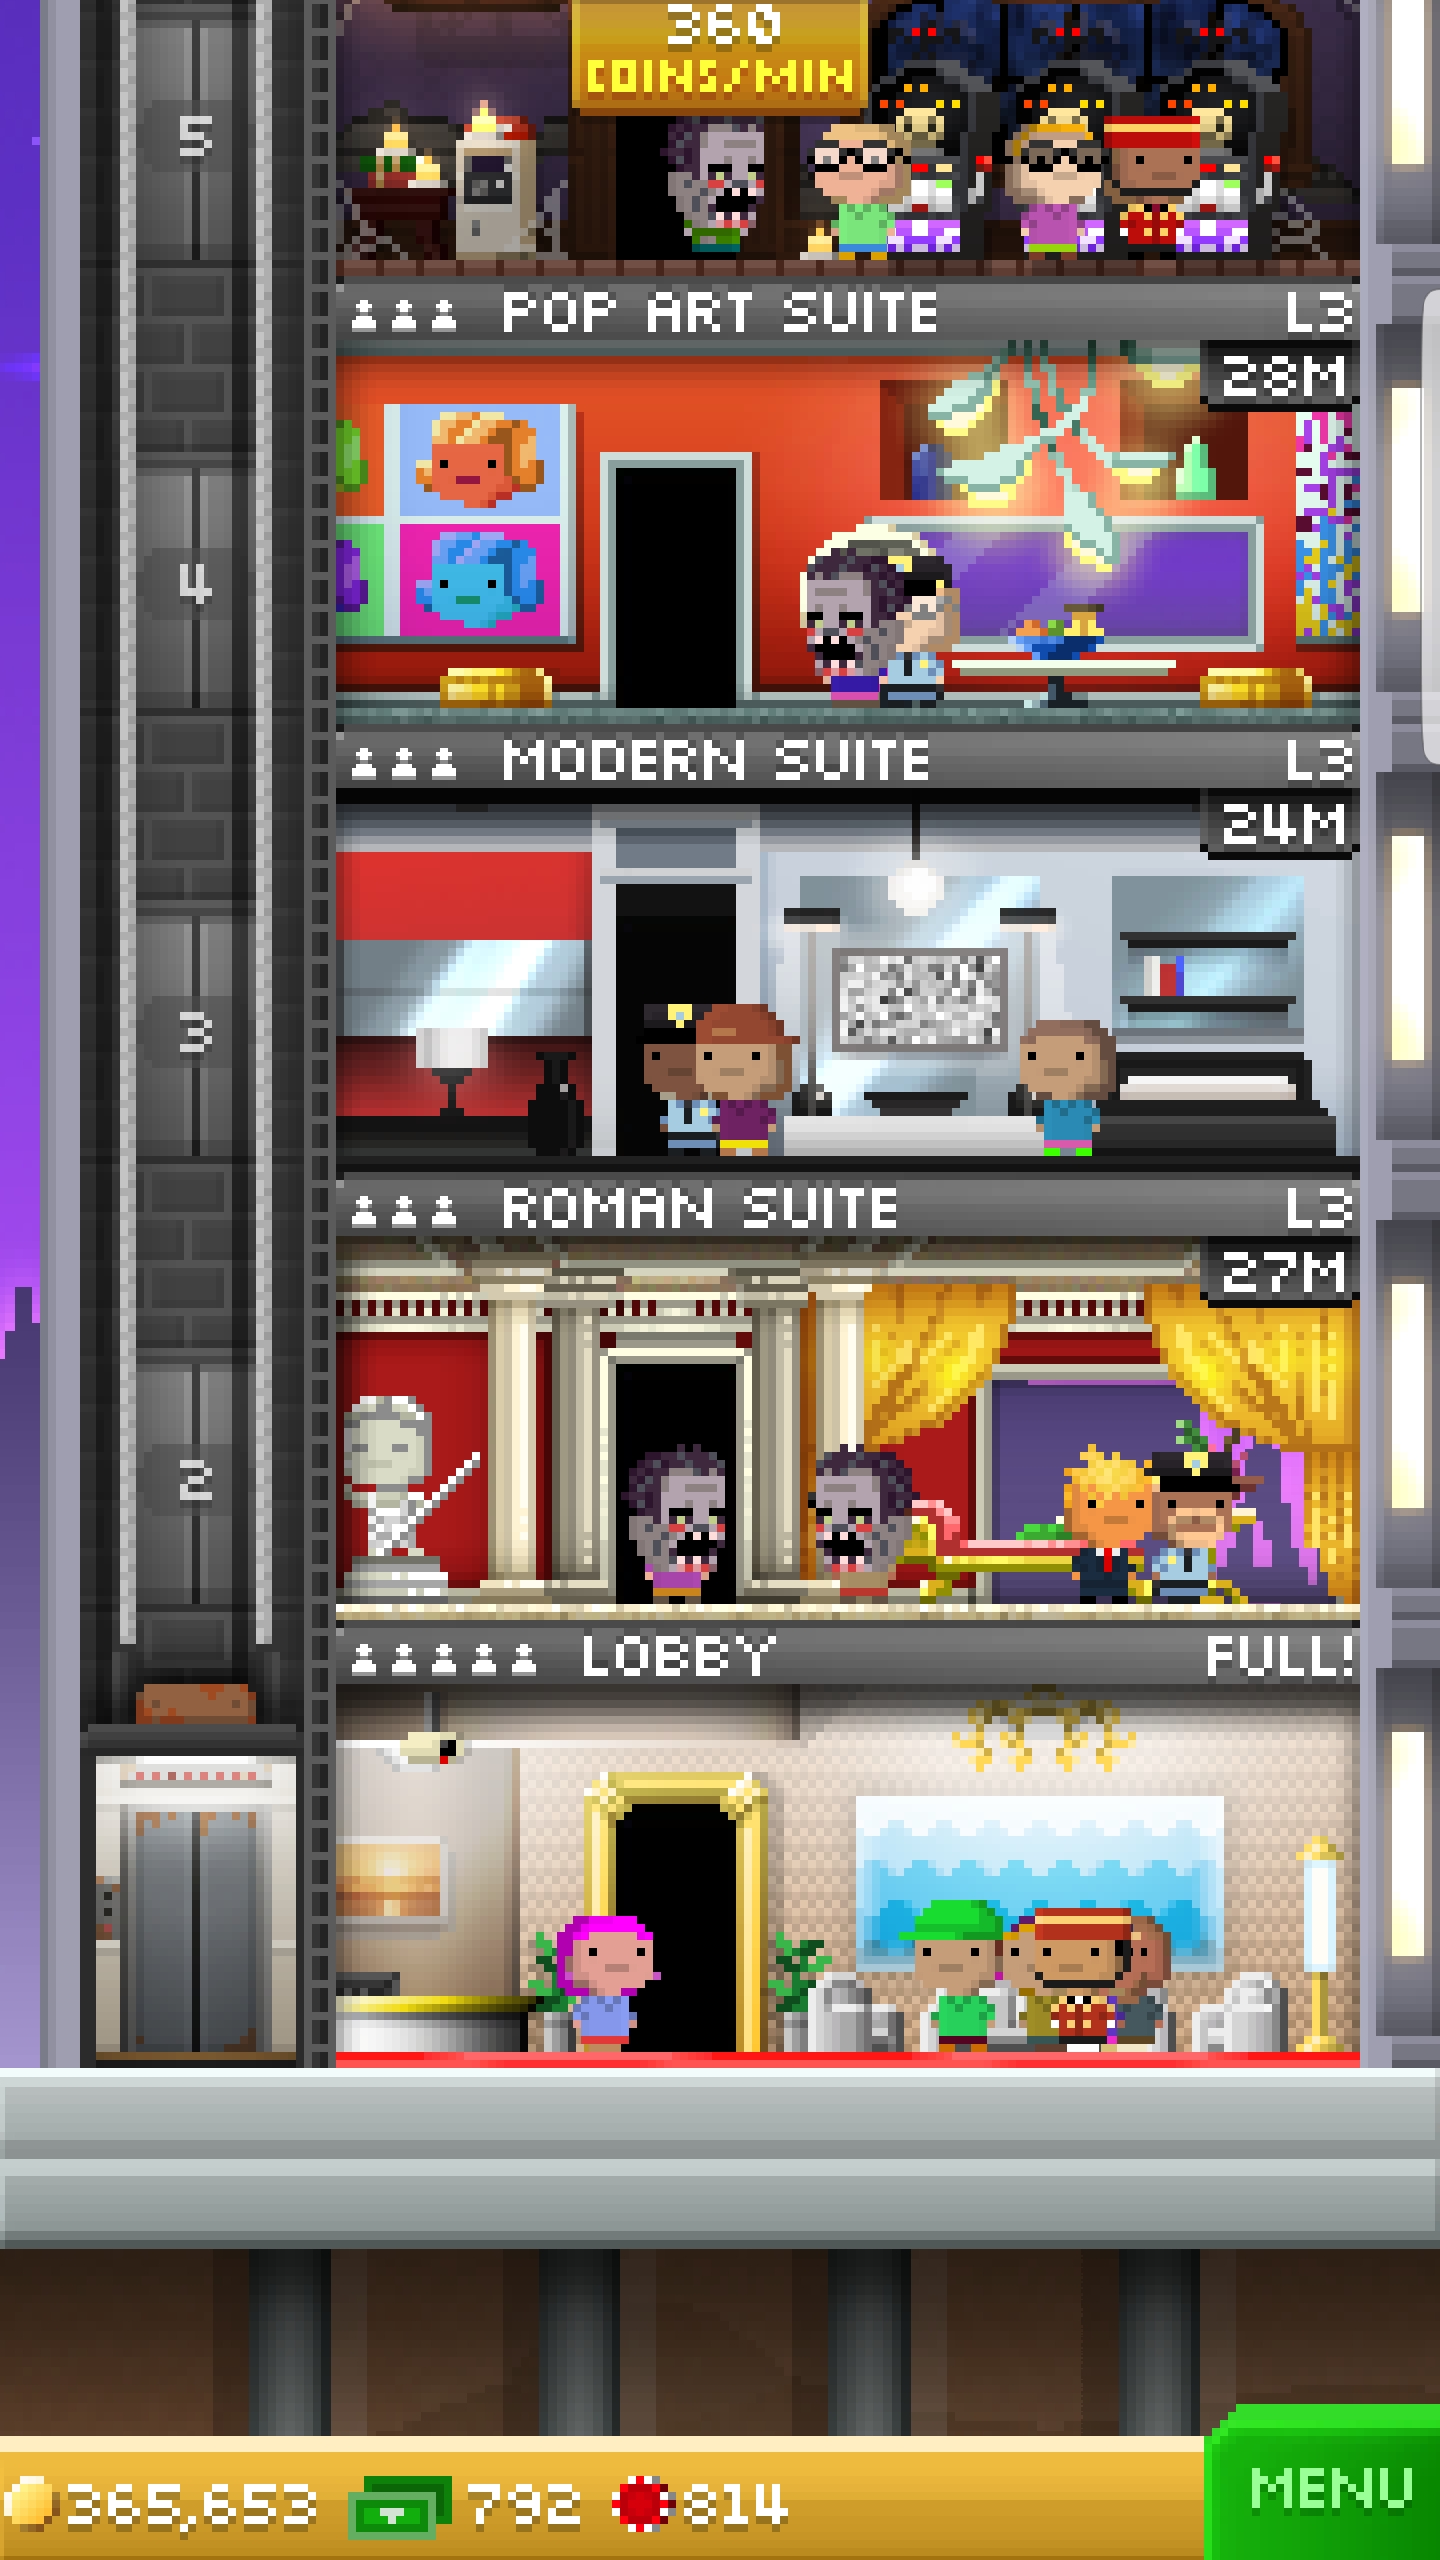 360
COINS/MIN
5
POP ART SUITE L3
28M
4
MODERN SUITE L3
24M
3
ROMAN SUITE L3
27M
2
LOBBY FULL!
365,653 792 814
MENU